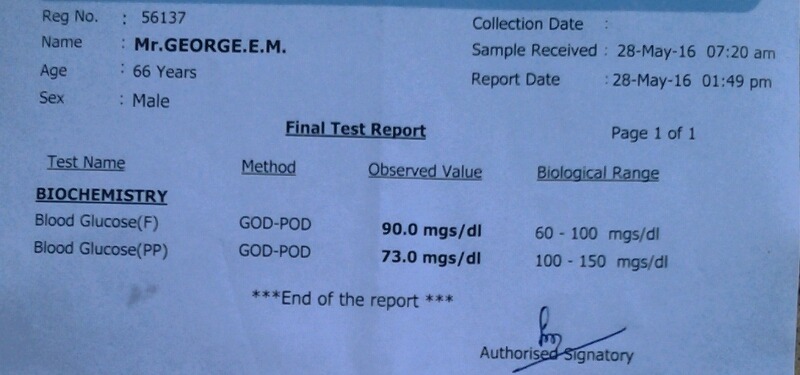 Reg No. : 56137
Name : Mr.GEORGE.E.M.
Age : 66 Years
Sex : Male
Collection Date :
Sample Received : 28-May-16 07:20 am
Report Date : 28-May-16 01:49 pm
Final Test Report
Page 1 of 1
Test Name Method Observed Value Biological Range
BIOCHEMISTRY
Blood Glucose(F) GOD-POD 90.0 mgs/dl 60 - 100 mgs/dl
Blood Glucose(PP) GOD-POD 73.0 mgs/dl 100 - 150 mgs/dl
***End of the report ***
Authorised Signatory